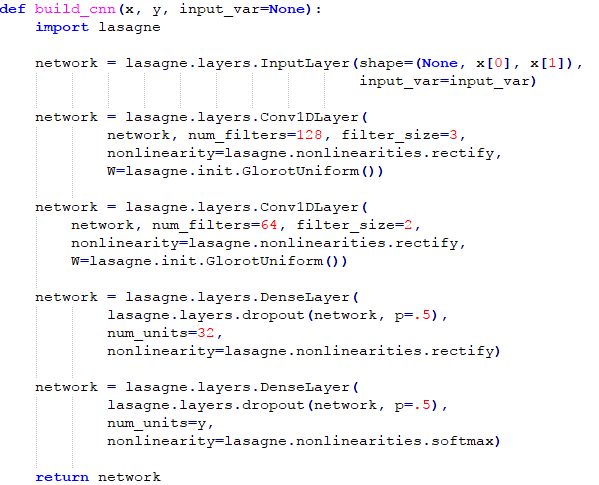 def build_cnn(x, y, input_var=None):
    import lasagne

    network = lasagne.layers.InputLayer(shape=(None, x[0], x[1]),
                                        input_var=input_var)

    network = lasagne.layers.Conv1DLayer(
            network, num_filters=128, filter_size=3,
            nonlinearity=lasagne.nonlinearities.rectify,
            W=lasagne.init.GlorotUniform())

    network = lasagne.layers.Conv1DLayer(
        network, num_filters=64, filter_size=2,
        nonlinearity=lasagne.nonlinearities.rectify,
        W=lasagne.init.GlorotUniform())

    network = lasagne.layers.DenseLayer(
            lasagne.layers.dropout(network, p=.5),
            num_units=32,
            nonlinearity=lasagne.nonlinearities.rectify)

    network = lasagne.layers.DenseLayer(
            lasagne.layers.dropout(network, p=.5),
            num_units=y,
            nonlinearity=lasagne.nonlinearities.softmax)

    return network